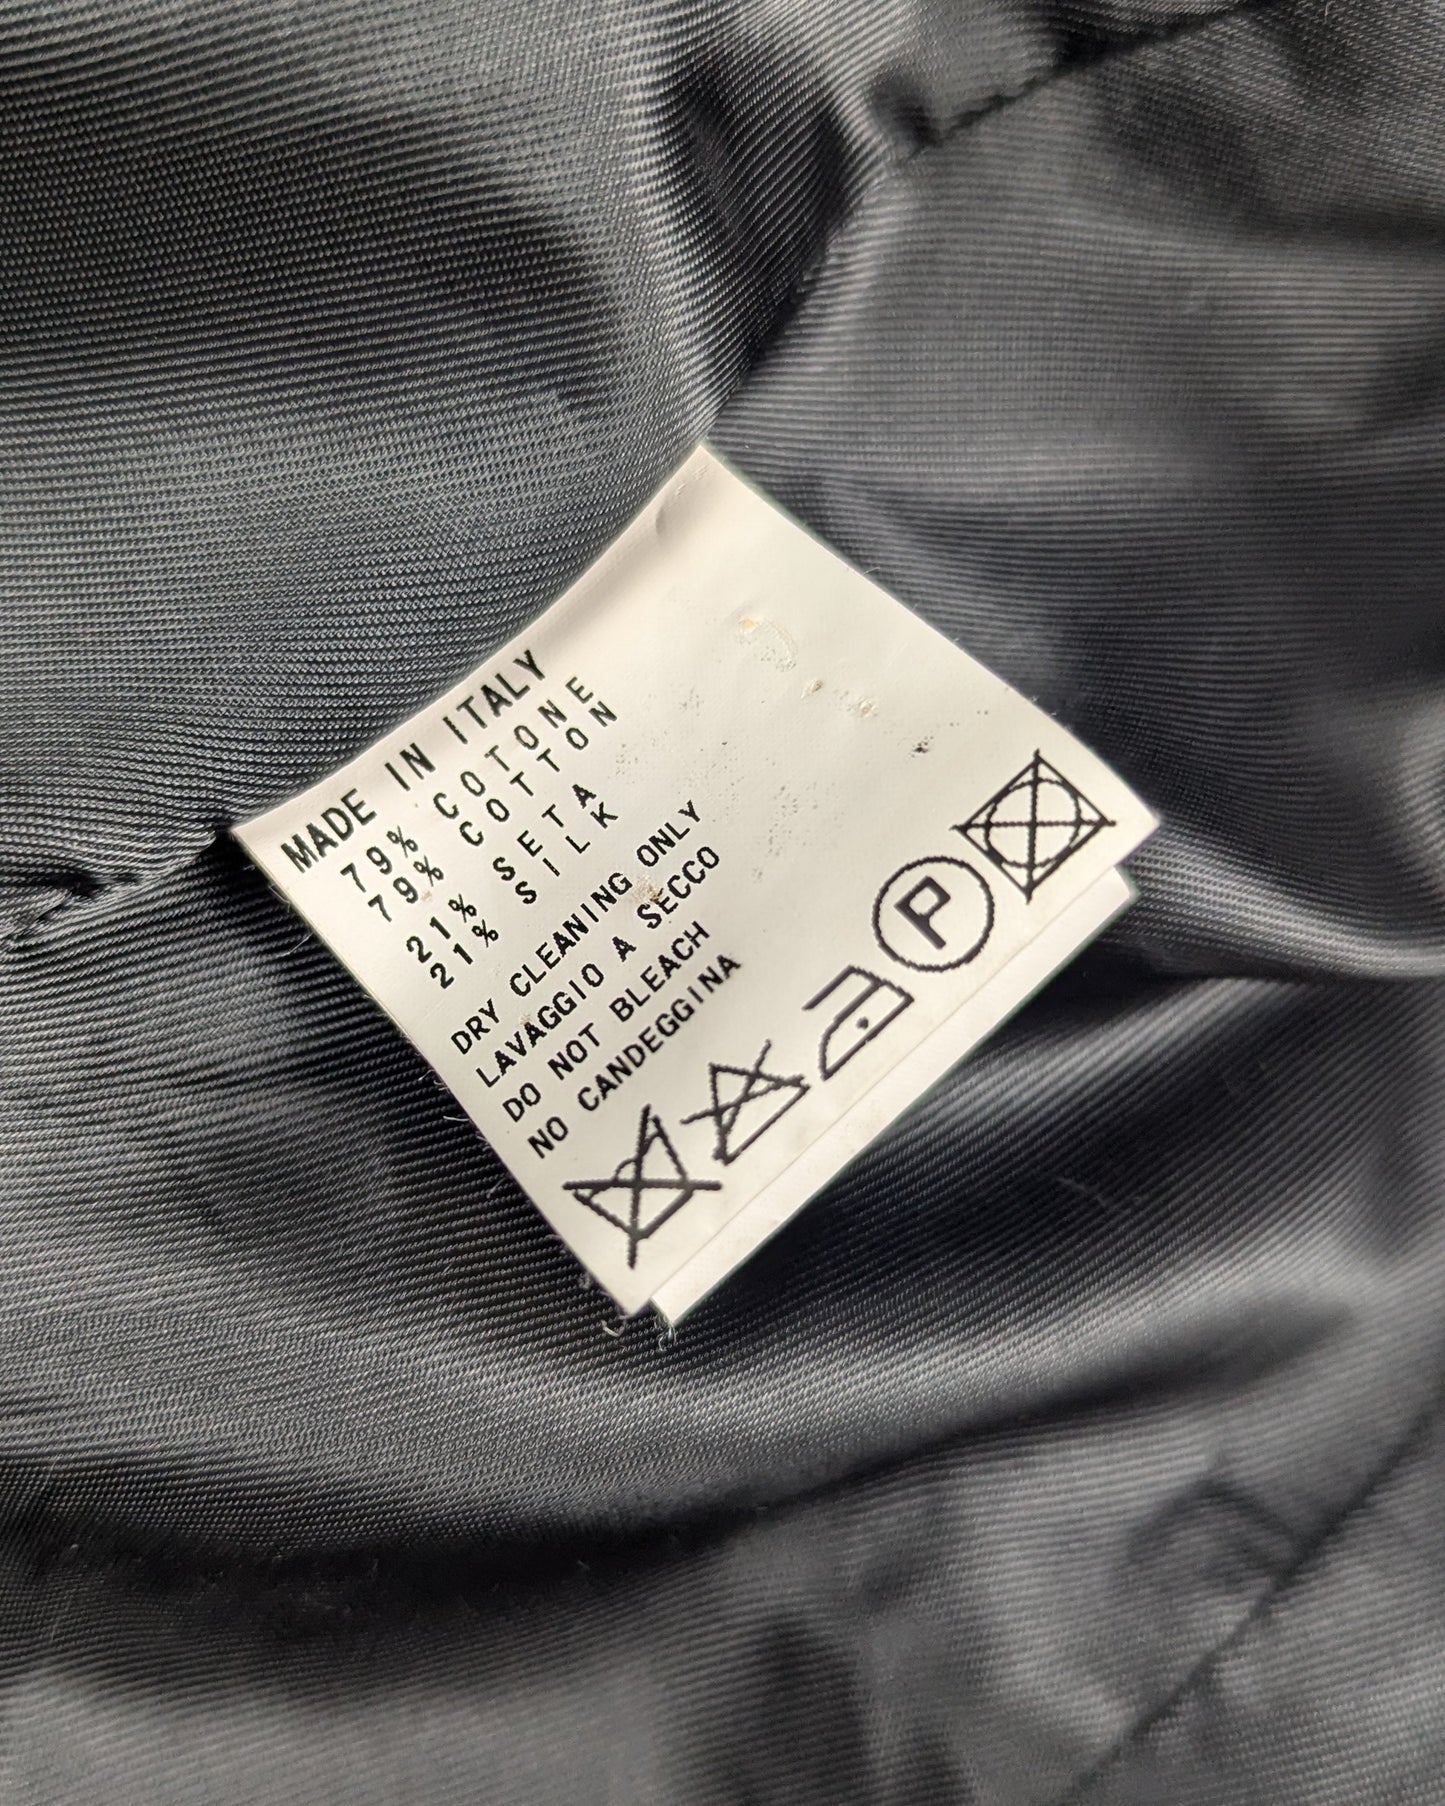 MADE IN ITALY
79% COTONE
79% COTTON
21% SETA
21% SILK
DRY CLEANING ONLY
LAVAGGIO A SECCO
DO NOT BLEACH
NO CANDEGGINA
P